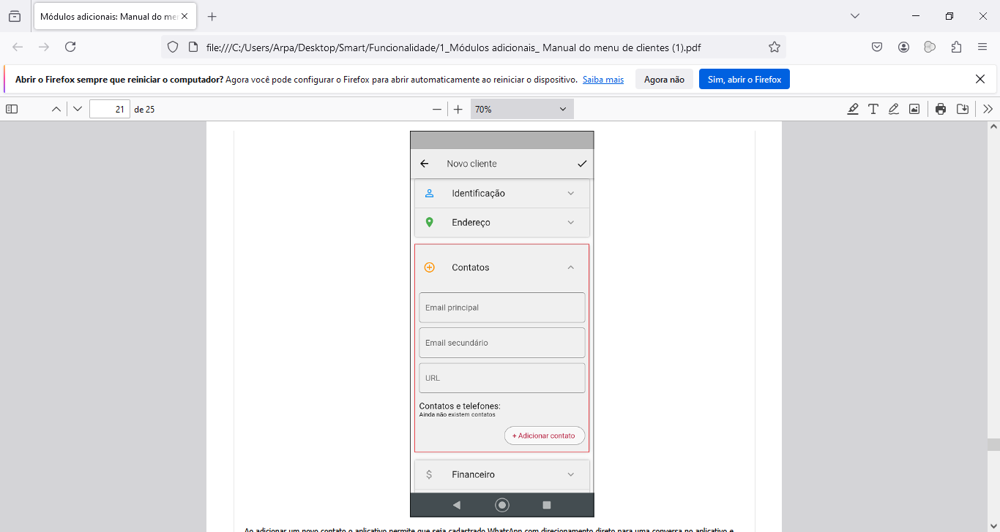 Módulos adicionais: Manual do me
file:///C:/Users/Arpa/Desktop/Smart/Funcionalidade/1_Módulos adicionais_ Manual do menu de clientes (1).pdf
Abrir o Firefox sempre que reiniciar o computador? Agora você pode configurar o Firefox para abrir automaticamente ao reiniciar o dispositivo. Saiba mais Agora não Sim, abrir o Firefox
21 de 25 70%
Novo cliente
Identificação
Endereço
Contatos
Email principal
Email secundário
URL
Contatos e telefones:
Ainda não existem contatos
+ Adicionar contato
Financeiro
Ao adicionar um novo contato o aplicativo permite que seja cadastrado WhatsApp com direcionamento direto para uma conversa no aplicativo e